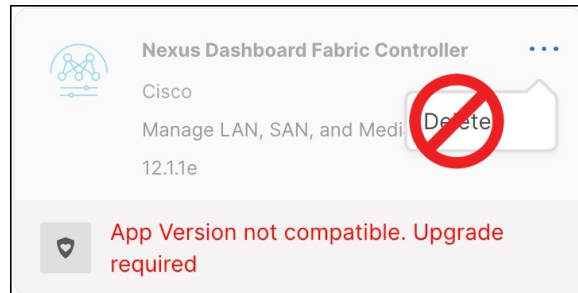 Nexus Dashboard Fabric Controller
Cisco
Manage LAN, SAN, and Medi
Delete
12.1.1e
App Version not compatible. Upgrade
required